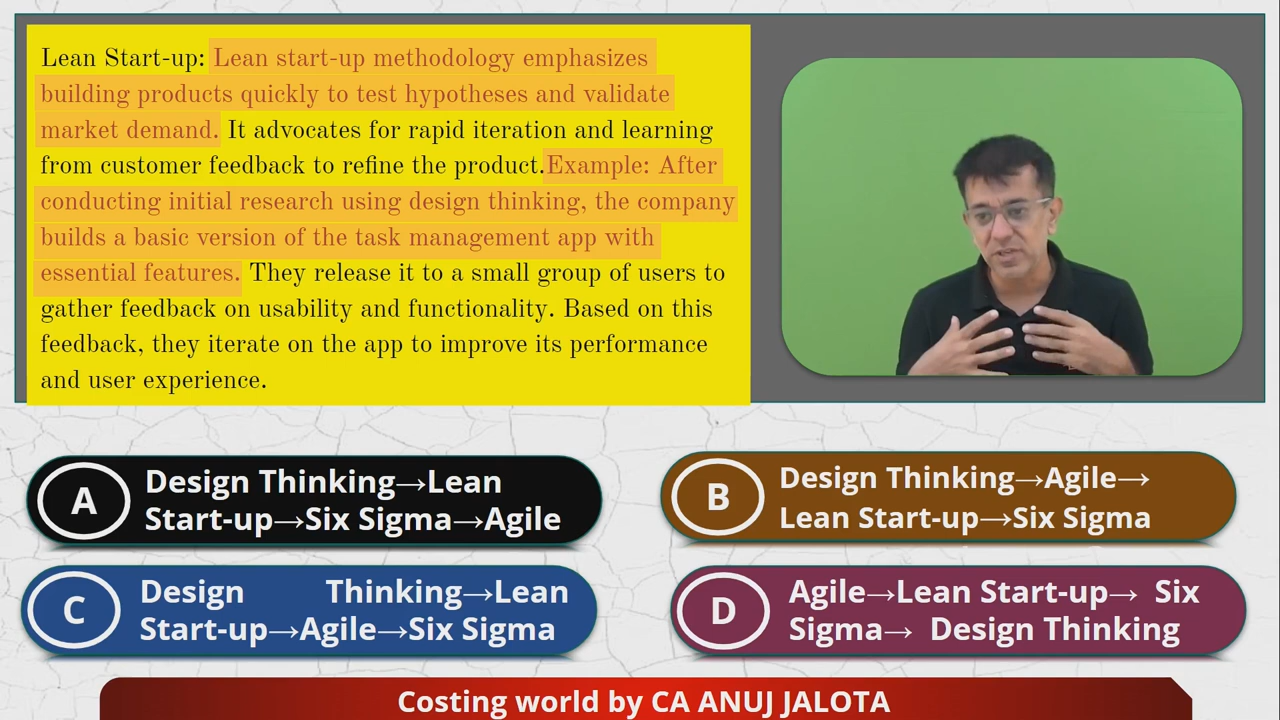 Lean Start-up: Lean start-up methodology emphasizes
building products quickly to test hypotheses and validate
market demand. It advocates for rapid iteration and learning
from customer feedback to refine the product.Example: After
conducting initial research using design thinking, the company
builds a basic version of the task management app with
essential features. They release it to a small group of users to
gather feedback on usability and functionality. Based on this
feedback, they iterate on the app to improve its performance
and user experience.
A
Design Thinking→Lean
Start-up→Six Sigma→Agile
B
Design Thinking→Agile→
Lean Start-up→Six Sigma
C
Design Thinking→Lean
Start-up→Agile→Six Sigma
D
Agile→Lean Start-up→ Six
Sigma→ Design Thinking
Costing world by CA ANUJ JALOTA